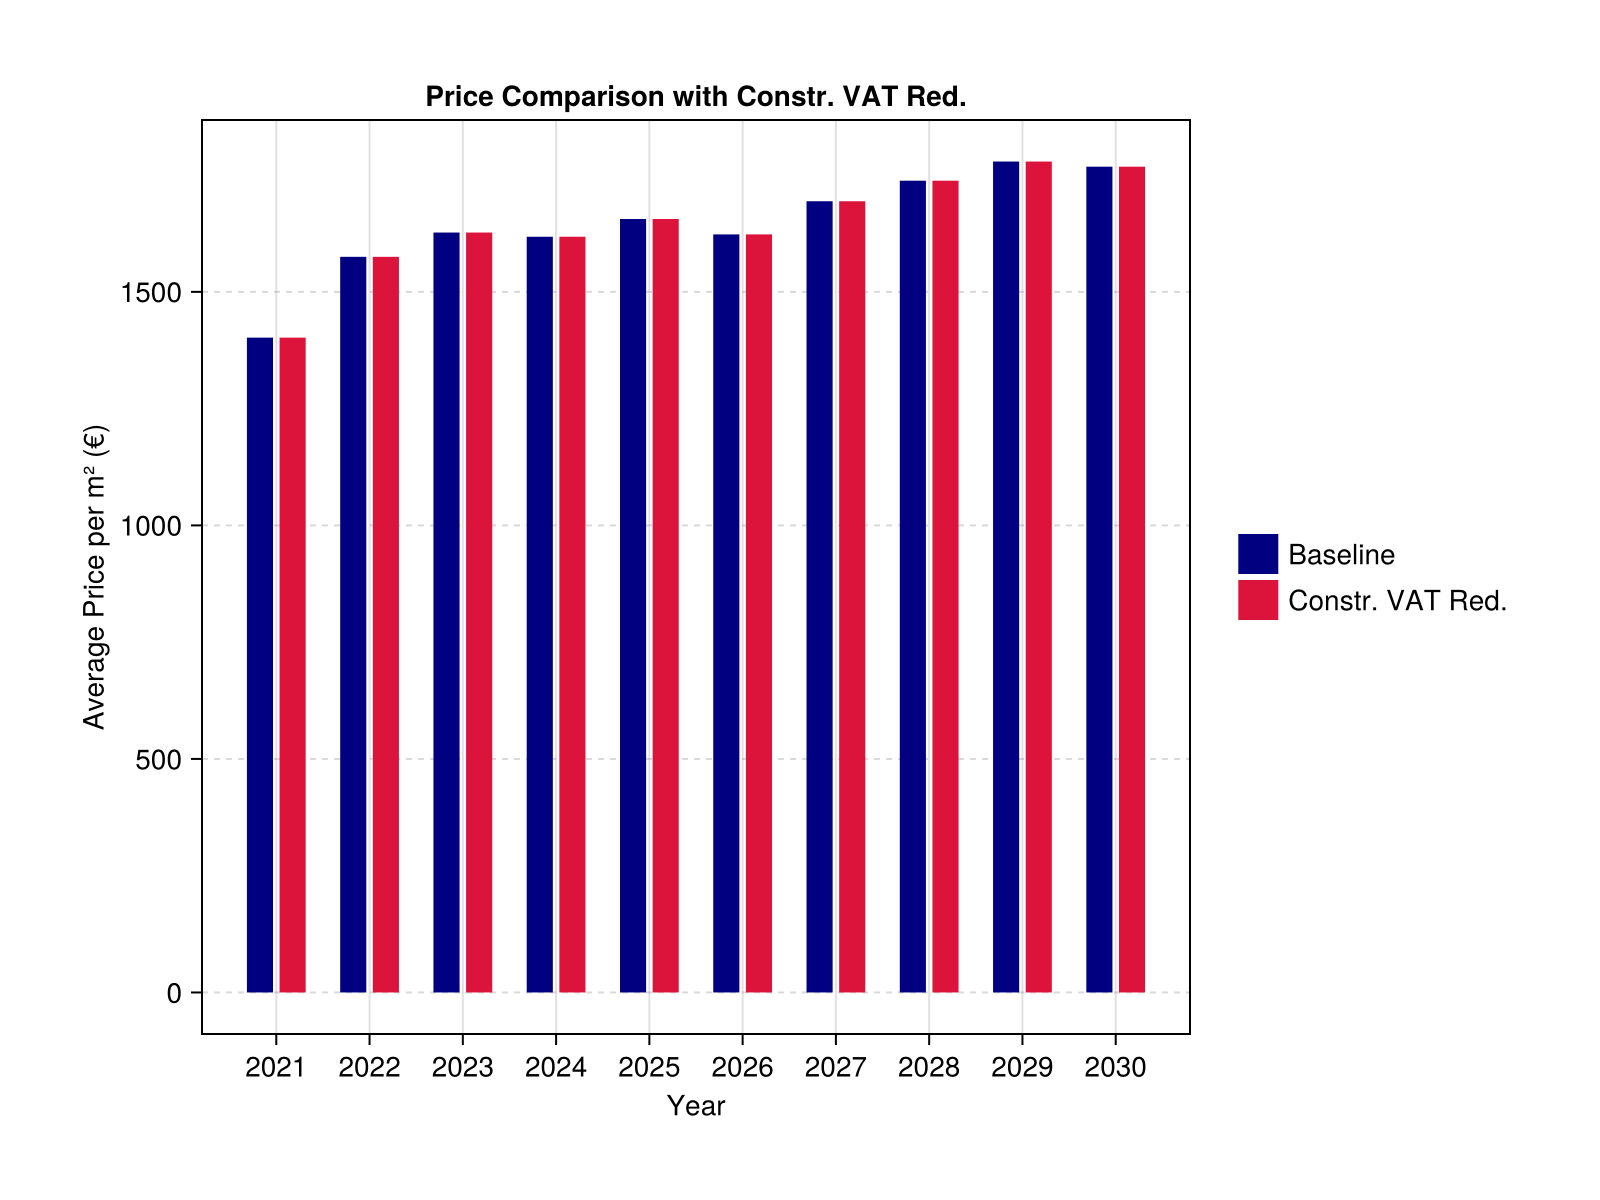 Price Comparison with Constr. VAT Red.
Average Price per m² (€)
1500
1000
500
0
2021 2022 2023 2024 2025 2026 2027 2028 2029 2030
Year
Baseline
Constr. VAT Red.